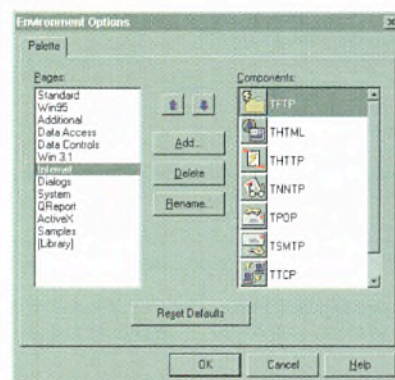 Environment Options
Palette
Pages:
Standard
Win95
Additional
Data Access
Data Controls
Win 3.1
Internet
Dialogs
System
QReport
ActiveX
Samples
[Library]
Add...
Delete
Rename...
Components:
TFTP
THTML
THTTP
TNNTP
TPOP
TSMTP
TTCP
Reset Defaults
OK
Cancel
Help